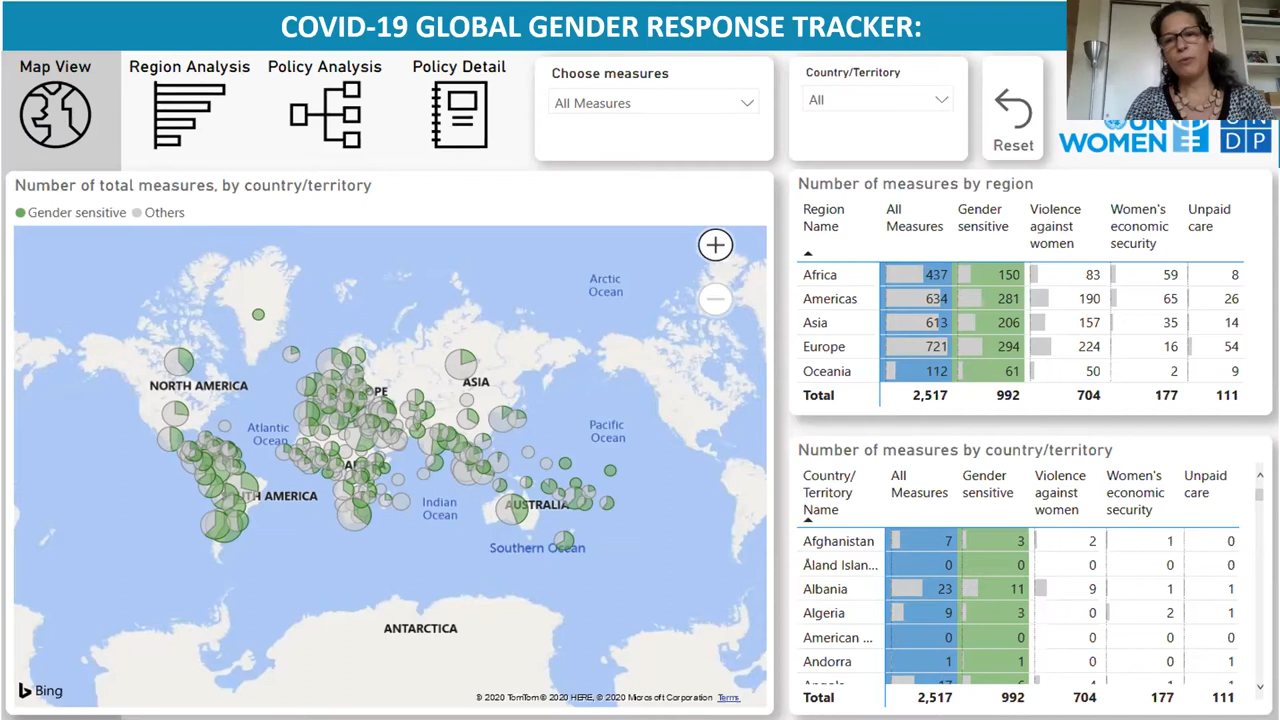 COVID-19 GLOBAL GENDER RESPONSE TRACKER:
Map View
Region Analysis
Policy Analysis
Policy Detail
Choose measures
All Measures
Country/Territory
All
Reset
UN
WOMEN
N
D P
Number of total measures, by country/territory
Gender sensitive
Others
Arctic
Ocean
NORTH AMERICA
ASIA
PE
Atlantic
Ocean
Pacific
Ocean
AF
TH AMERICA
Indian
Ocean
AUSTRALIA
Southern Ocean
ANTARCTICA
Bing
© 2020 TomTom © 2020 HERE, © 2020 Microsoft Corporation Terms
Number of measures by region
Region Name All Measures Gender sensitive Violence against women Women's economic security Unpaid care
Africa 437 150 83 59 8
Americas 634 281 190 65 26
Asia 613 206 157 35 14
Europe 721 294 224 16 54
Oceania 112 61 50 2 9
Total 2,517 992 704 177 111
Number of measures by country/territory
Country/ Territory Name All Measures Gender sensitive Violence against women Women's economic security Unpaid care
Afghanistan 7 3 2 1 0
Åland Islan... 0 0 0 0 0
Albania 23 11 9 1 1
Algeria 9 3 0 2 1
American ... 0 0 0 0 0
Andorra 1 1 0 0 1
Total 2,517 992 704 177 111